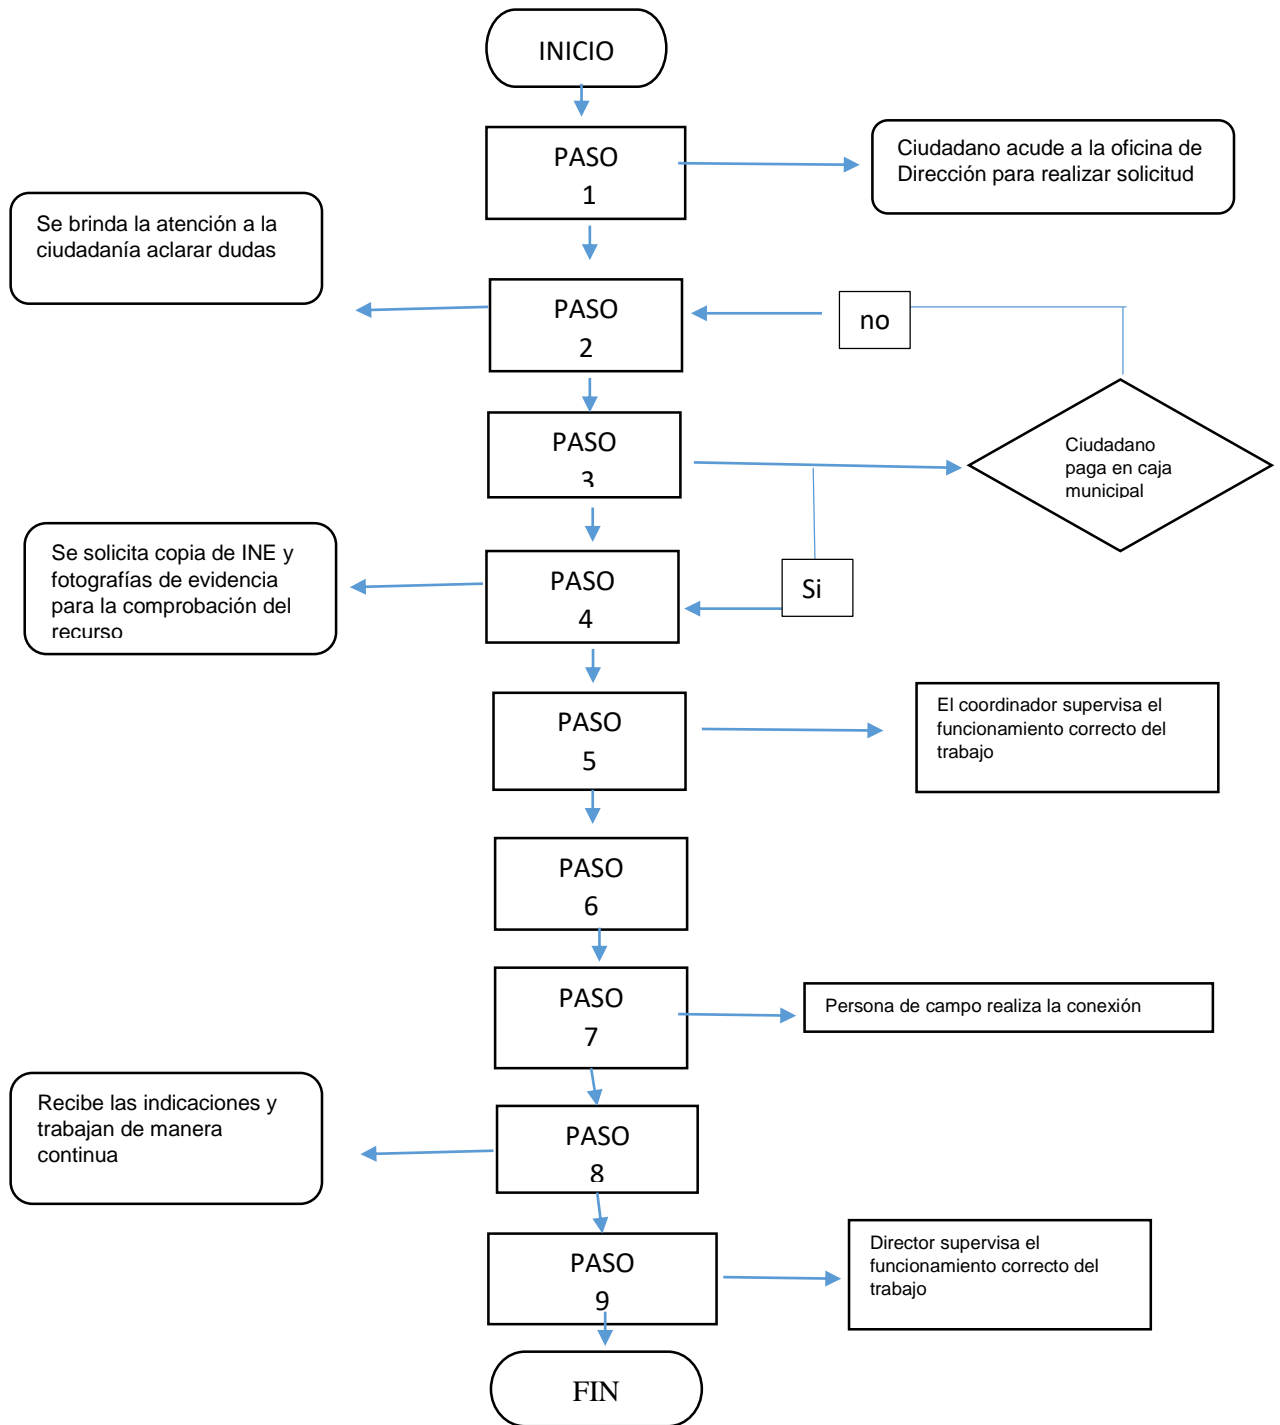 INICIO
PASO
1
Ciudadano acude a la oficina de
Dirección para realizar solicitud
Se brinda la atención a la
ciudadanía aclarar dudas
PASO
2
no
PASO
3
Ciudadano
paga en caja
municipal
Se solicita copia de INE y
fotografías de evidencia
para la comprobación del
recurso
PASO
4
Si
PASO
5
El coordinador supervisa el
funcionamiento correcto del
trabajo
PASO
6
PASO
7
Persona de campo realiza la conexión
Recibe las indicaciones y
trabajan de manera
continua
PASO
8
PASO
9
Director supervisa el
funcionamiento correcto del
trabajo
FIN